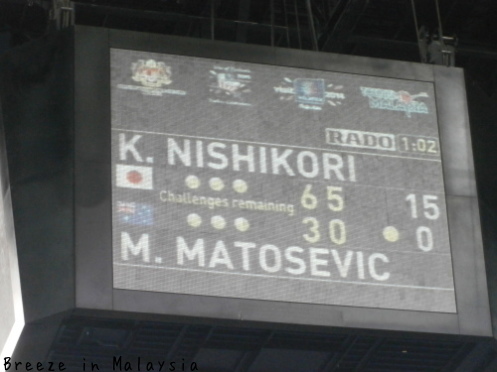 RADO 1:02
K. NISHIKORI
6 5 15
Challenges remaining
3 0 0
M. MATOSEVIC
Breeze in Malaysia